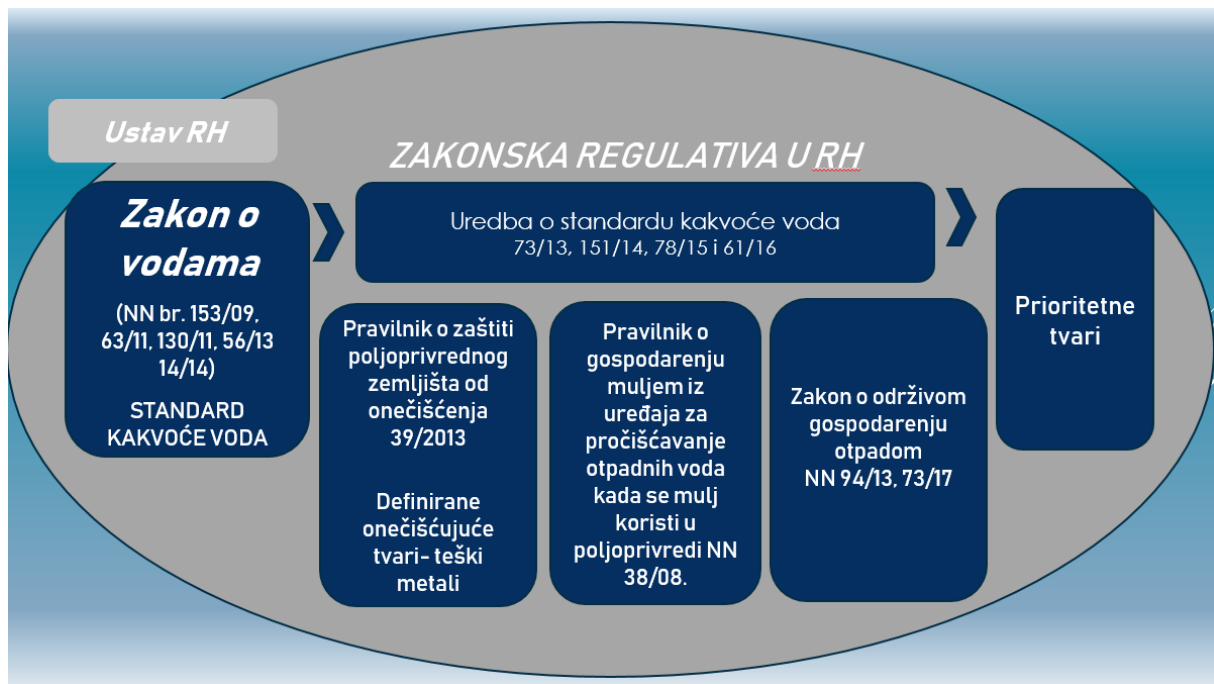 Ustav RH
ZAKONSKA REGULATIVA U RH
Zakon o
vodama
(NN br. 153/09,
63/11, 130/11, 56/13
14/14)
STANDARD
KAKVOĆE VODA
Uredba o standardu kakvoće voda
73/13, 151/14, 78/15 i 61/16
Pravilnik o zaštiti
poljoprivrednog
zemljišta od
onečišćenja
39/2013
Definirane
onečišćujuće
tvari- teški
metali
Pravilnik o
gospodarenju
muljem iz
uređaja za
pročišćavanje
otpadnih voda
kada se mulj
koristi u
poljoprivredi NN
38/08.
Zakon o održivom
gospodarenju
otpadom
NN 94/13, 73/17
Prioritetne
tvari